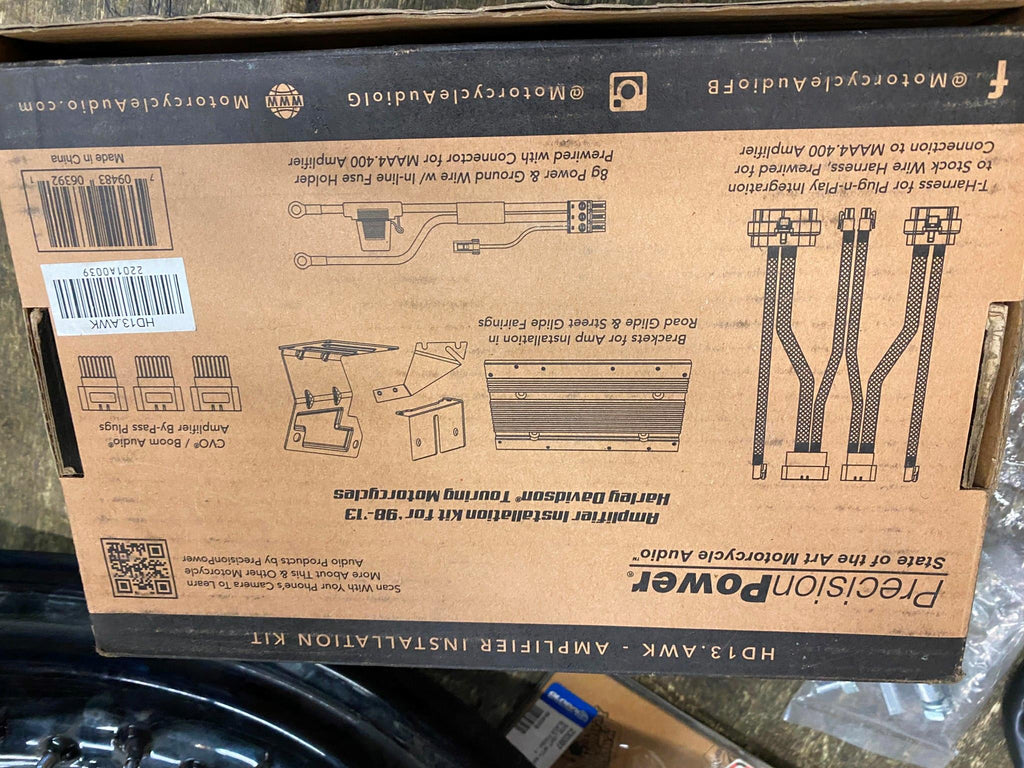 HD13.AWK - AMPLIFIER INSTALLATION KIT
PrecisionPower®
State of the Art Motorcycle Audio™
Scan With Your Phone's Camera To Learn
More About This & Other Motorcycle
Audio Products by PrecisionPower
Amplifier Installation Kit for '98-'13
Harley Davidson® Touring Motorcycles
CVO® / Boom Audio®
Amplifier By-Pass Plugs
Brackets for Amp Installation in
Road Glide & Street Glide Fairings
HD13.AWK
2201A0039
T-Harness for Plug-n-Play Integration
to Stock Wire Harness, Prewired for
Connection to MAA4.400 Amplifier
8g Power & Ground Wire w/ In-line Fuse Holder
Prewired with Connector for MAA4.400 Amplifier
7 09483 06392 1
Made in China
f @MotorcycleAudioFB
@MotorcycleAudioIG
WWW MotorcycleAudio.com